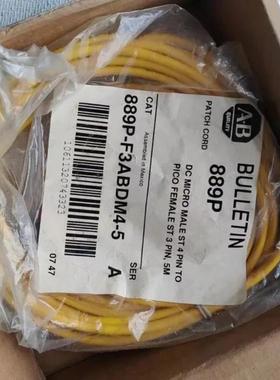 AB
QUALITY
BULLETIN
889P
PATCH CORD
DC MICRO MALE ST 4 PIN TO
PICO FEMALE ST 3 PIN, 5M
CAT
Assembled in Mexico
889P-F3ABDM4-5
SER
A
10611320743323
07 47